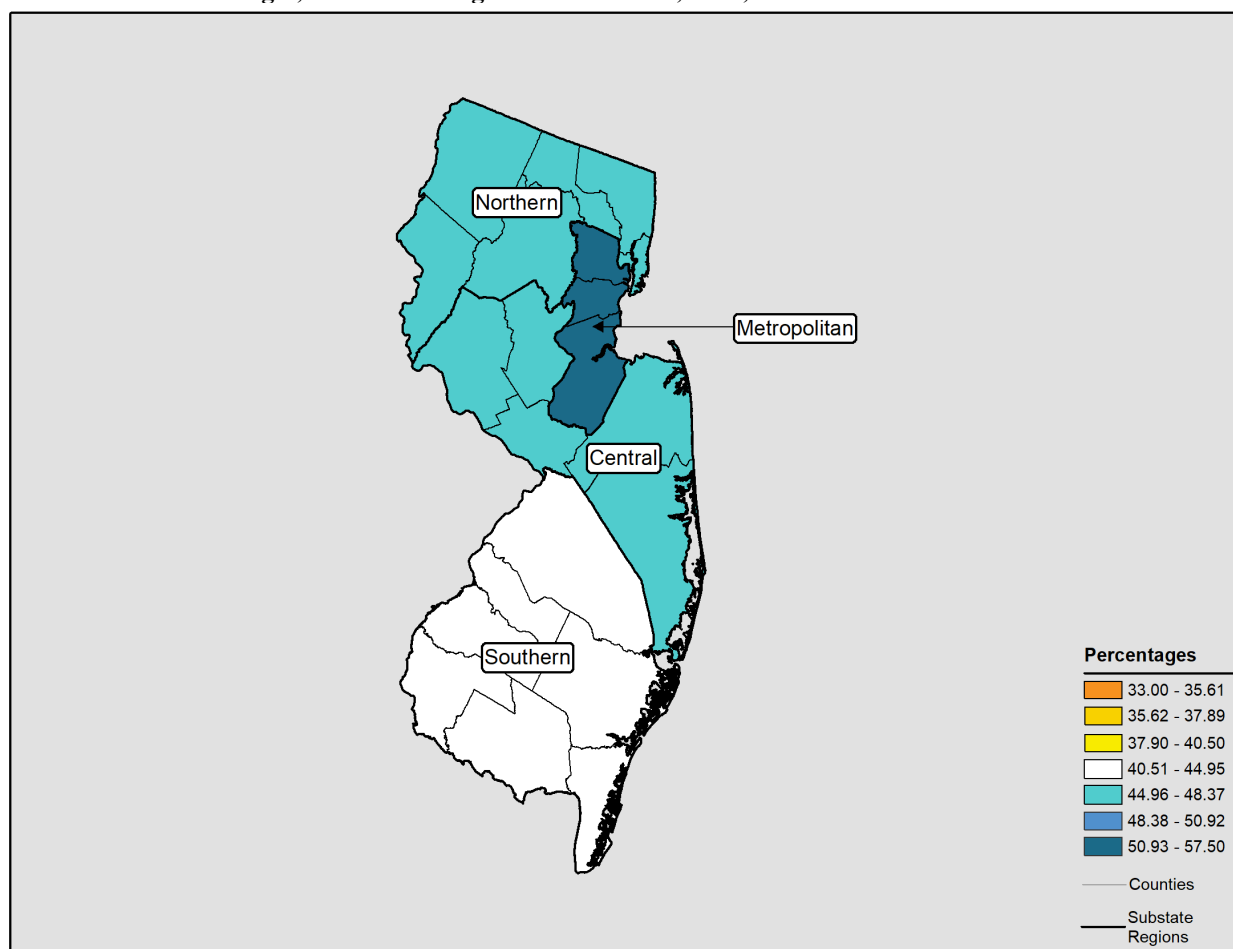 Northern
Metropolitan
Central
Southern
Percentages
33.00 - 35.61
35.62 - 37.89
37.90 - 40.50
40.51 - 44.95
44.96 - 48.37
48.38 - 50.92
50.93 - 57.50
Counties
Substate
Regions